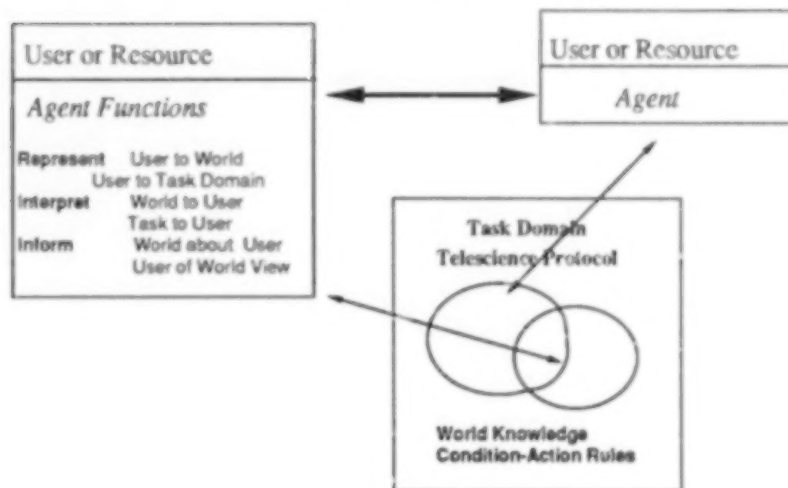 User or Resource
Agent Functions
Represent User to World
User to Task Domain
Interpret World to User
Task to User
Inform World about User
User of World View
User or Resource
Agent
Task Domain
Telescience Protocol
World Knowledge
Condition-Action Rules